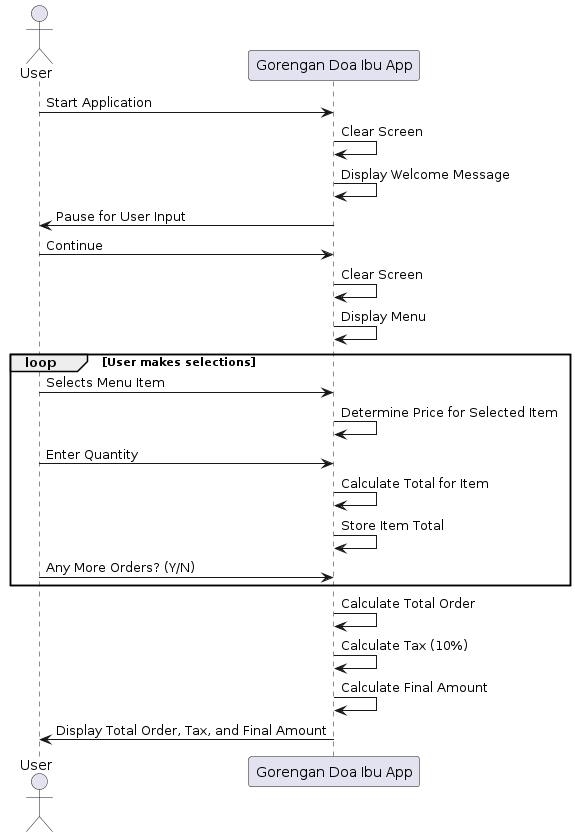 User
Gorengan Doa Ibu App
Start Application
Clear Screen
Display Welcome Message
Pause for User Input
Continue
Clear Screen
Display Menu
loop [User makes selections]
Selects Menu Item
Determine Price for Selected Item
Enter Quantity
Calculate Total for Item
Store Item Total
Any More Orders? (Y/N)
Calculate Total Order
Calculate Tax (10%)
Calculate Final Amount
Display Total Order, Tax, and Final Amount
User
Gorengan Doa Ibu App